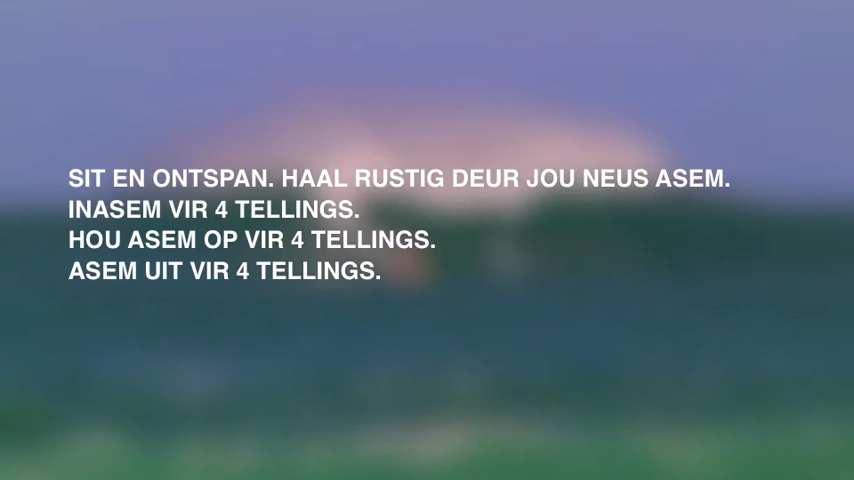 SIT EN ONTSPAN. HAAL RUSTIG DEUR JOU NEUS ASEM.
INASEM VIR 4 TELLINGS.
HOU ASEM OP VIR 4 TELLINGS.
ASEM UIT VIR 4 TELLINGS.